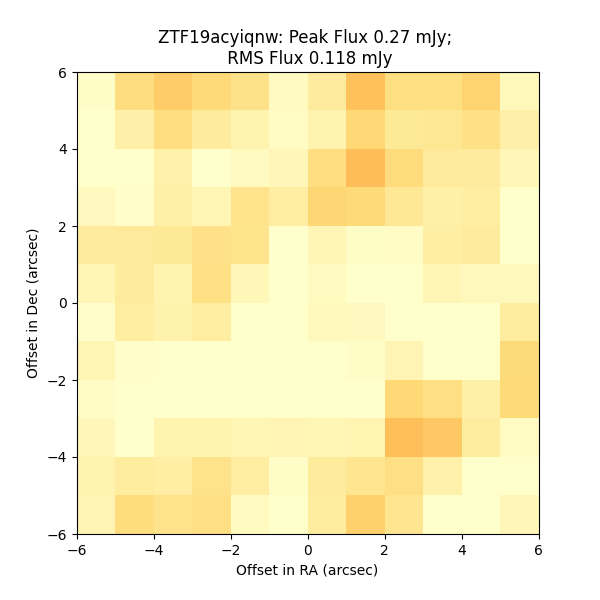 ZTF19acyiqnw: Peak Flux 0.27 mJy;
RMS Flux 0.118 mJy
6
4
2
0
−2
−4
−6
Offset in Dec (arcsec)
−6 −4 −2 0 2 4 6
Offset in RA (arcsec)